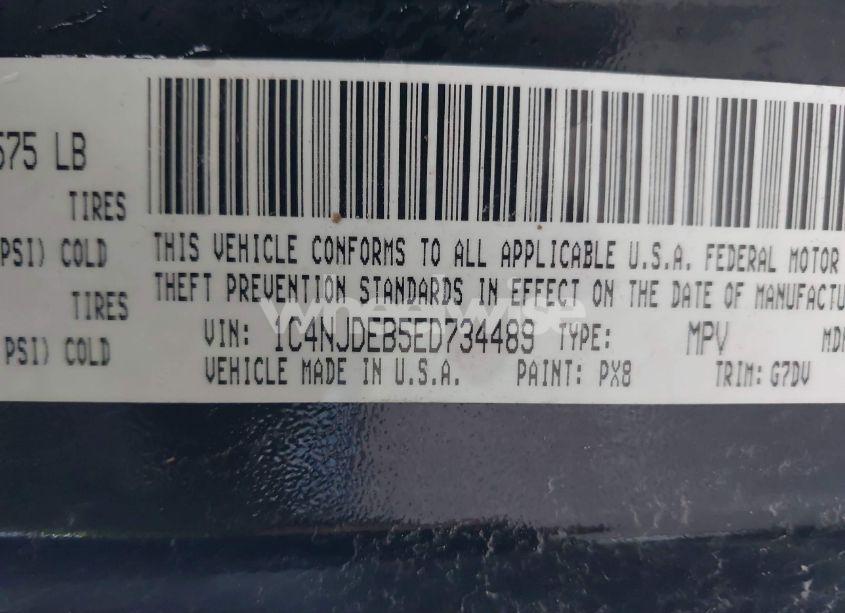 575 LB
TIRES
PSI) COLD
TIRES
PSI) COLD
THIS VEHICLE CONFORMS TO ALL APPLICABLE U.S.A. FEDERAL MOTOR
THEFT PREVENTION STANDARDS IN EFFECT ON THE DATE OF MANUFACTU
VIN: 1C4NJDEB5ED734489 TYPE: MPV
VEHICLE MADE IN U.S.A. PAINT: PX8 TRIM: G7DV
wheelwise